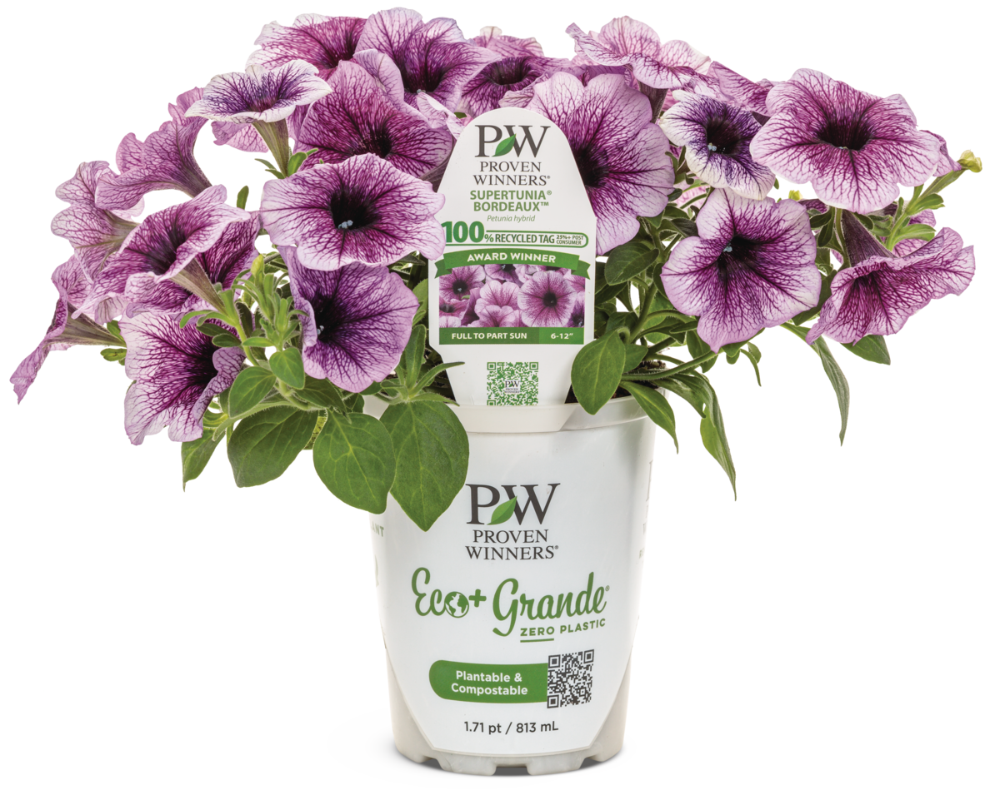 PW
PROVEN
WINNERS®
SUPERTUNIA®
BORDEAUX™
Petunia hybrid
100% RECYCLED TAG 25%+ POST CONSUMER
AWARD WINNER
FULL TO PART SUN 6-12"
PW
PROVEN
WINNERS®
Eco+ Grande®
ZERO PLASTIC
Plantable &
Compostable
1.71 pt / 813 mL